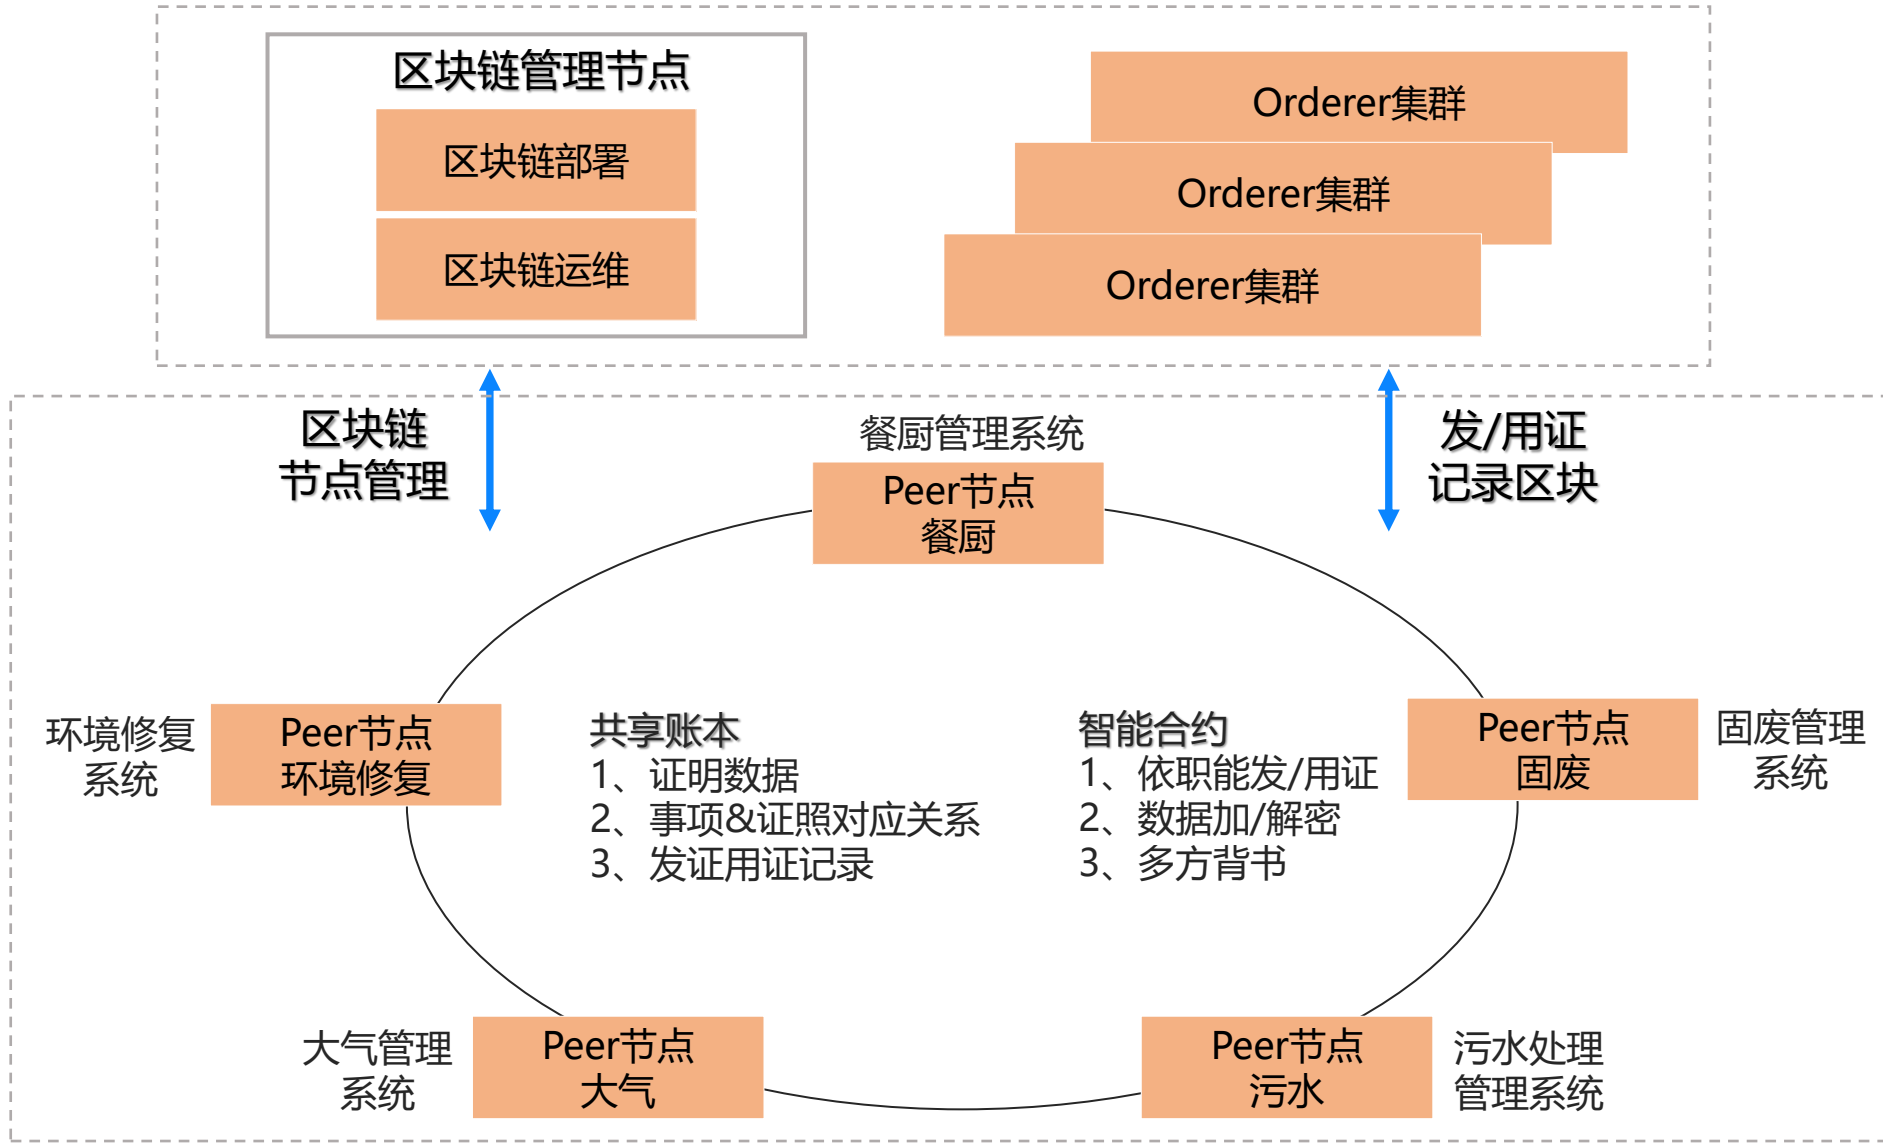 区块链管理节点
区块链部署
区块链运维
Orderer集群
Orderer集群
Orderer集群
区块链
节点管理
发/用证
记录区块
餐厨管理系统
Peer节点
餐厨
环境修复
系统
Peer节点
环境修复
共享账本
1、证明数据
2、事项&证照对应关系
3、发证用证记录
智能合约
1、依职能发/用证
2、数据加/解密
3、多方背书
Peer节点
固废
固废管理
系统
大气管理
系统
Peer节点
大气
Peer节点
污水
污水处理
管理系统